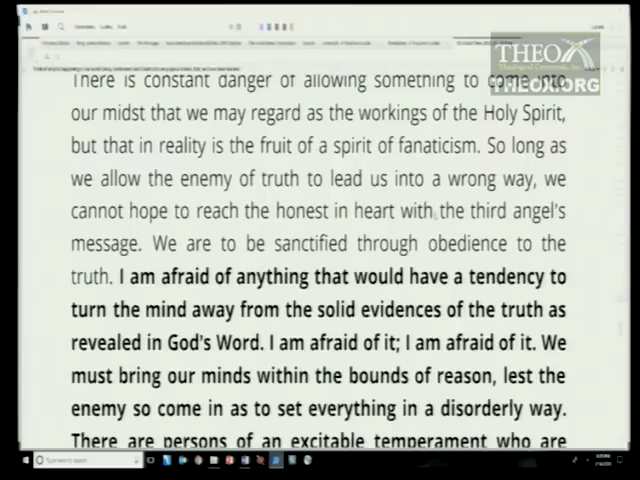 THEOX
THEOXI.ORG
There is constant danger of allowing something to come into
our midst that we may regard as the workings of the Holy Spirit,
but that in reality is the fruit of a spirit of fanaticism. So long as
we allow the enemy of truth to lead us into a wrong way, we
cannot hope to reach the honest in heart with the third angel's
message. We are to be sanctified through obedience to the
truth. I am afraid of anything that would have a tendency to
turn the mind away from the solid evidences of the truth as
revealed in God's Word. I am afraid of it; I am afraid of it. We
must bring our minds within the bounds of reason, lest the
enemy so come in as to set everything in a disorderly way.
There are persons of an excitable temperament who are